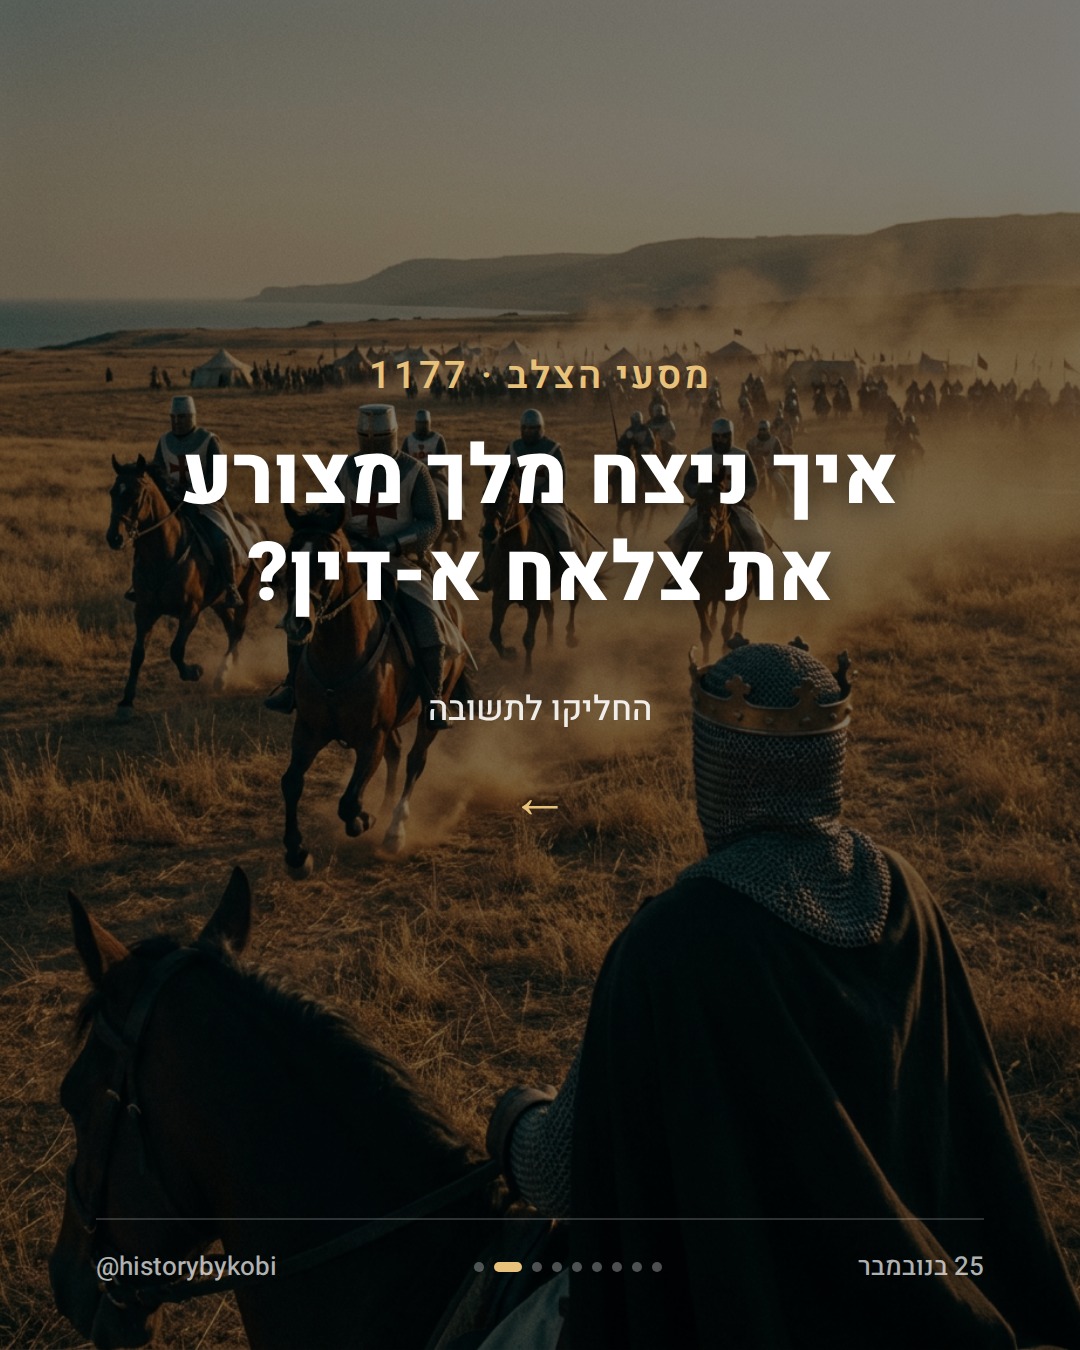 מסעי הצלב · 1177
איך ניצח מלך מצורע
את צלאח א-דין?
החליקו לתשובה
←
25 בנובמבר
@historybykobi